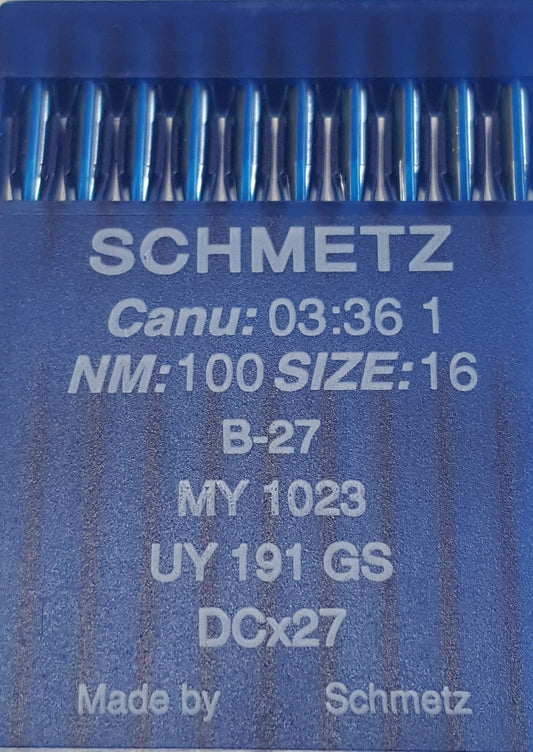 SCHMETZ
Canu: 03:36 1
NM:100 SIZE:16
B-27
MY 1023
UY 191 GS
DCx27
Made by Schmetz